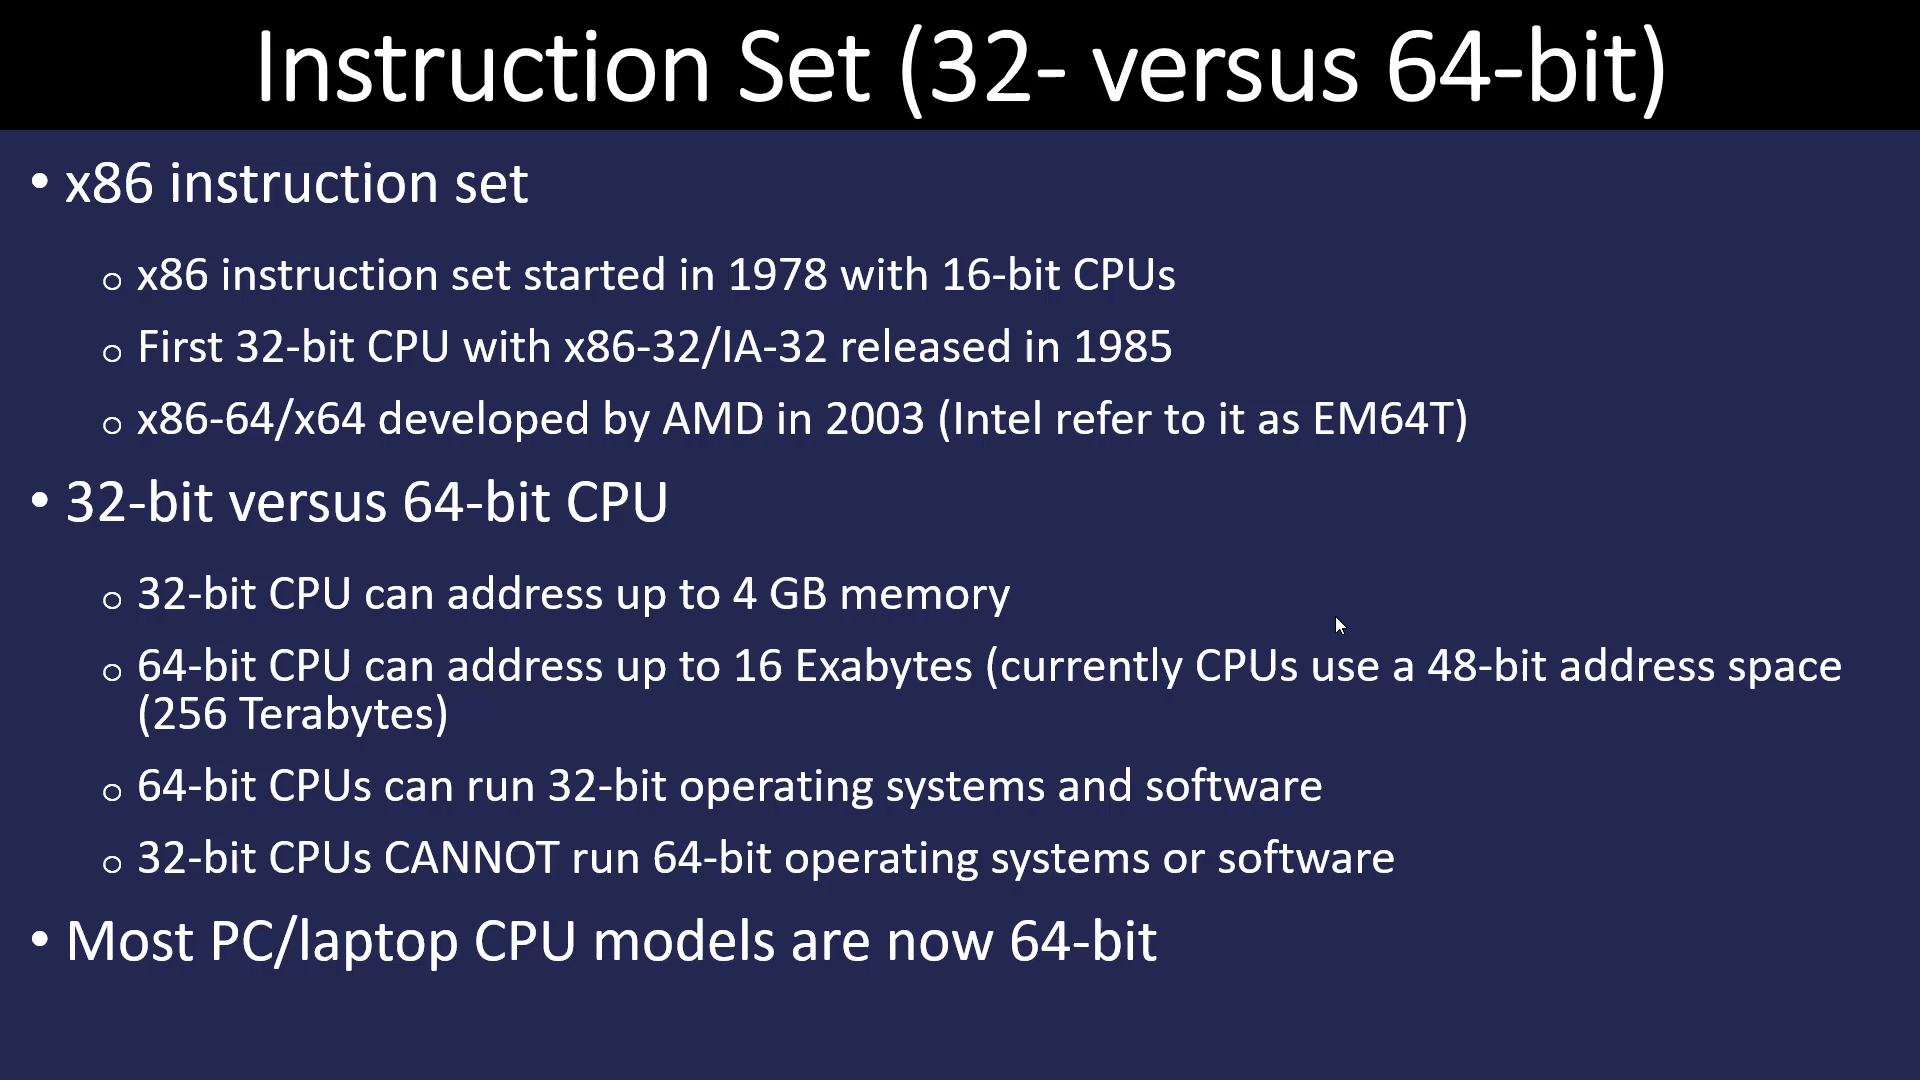 Instruction Set (32- versus 64-bit)
• x86 instruction set
o x86 instruction set started in 1978 with 16-bit CPUs
o First 32-bit CPU with x86-32/IA-32 released in 1985
o x86-64/x64 developed by AMD in 2003 (Intel refer to it as EM64T)
• 32-bit versus 64-bit CPU
o 32-bit CPU can address up to 4 GB memory
o 64-bit CPU can address up to 16 Exabytes (currently CPUs use a 48-bit address space
(256 Terabytes)
o 64-bit CPUs can run 32-bit operating systems and software
o 32-bit CPUs CANNOT run 64-bit operating systems or software
• Most PC/laptop CPU models are now 64-bit